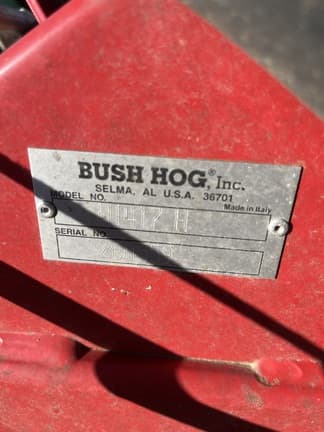 BUSH HOG®, Inc.
SELMA, AL U.S.A. 36701
MODEL NO.
Made in Italy
SERIAL NO.